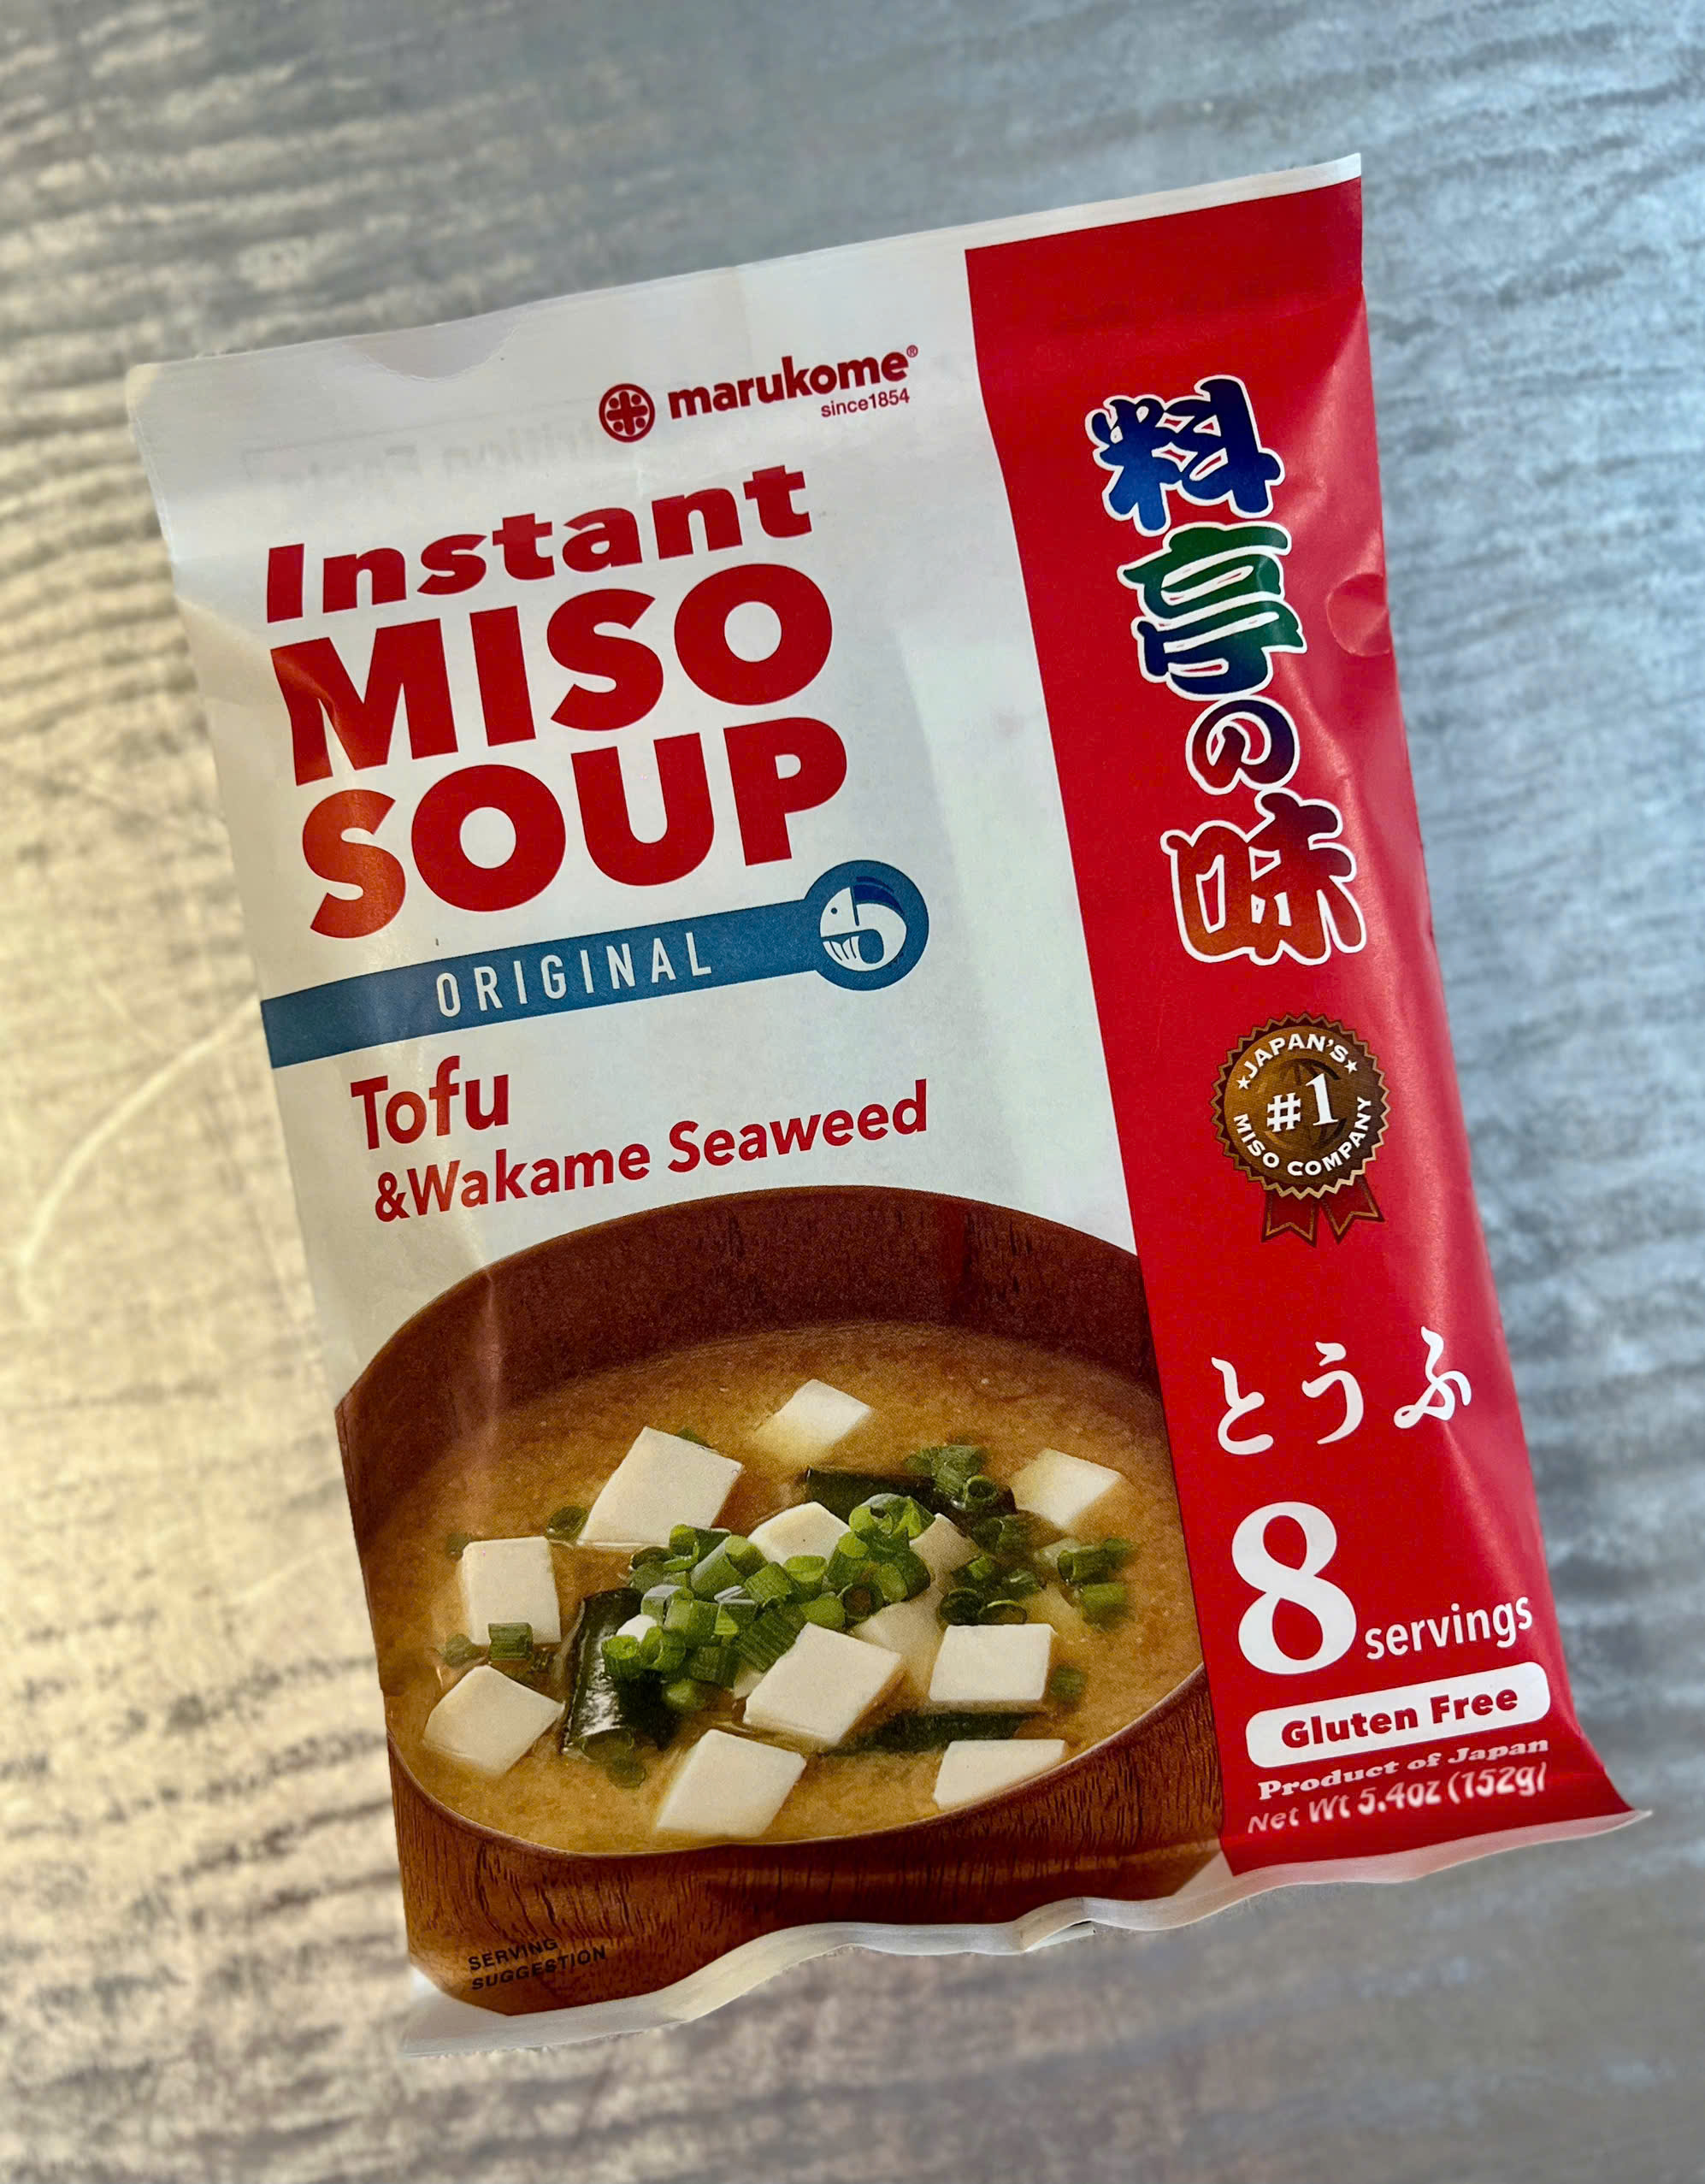 marukome®
since1854
Instant
MISO
SOUP
ORIGINAL
Tofu
&Wakame Seaweed
SERVING
SUGGESTION
料亭の味
JAPAN'S
#1
MISO COMPANY
とうふ
8 servings
Gluten Free
Product of Japan
Net Wt 5.4oz (152g)